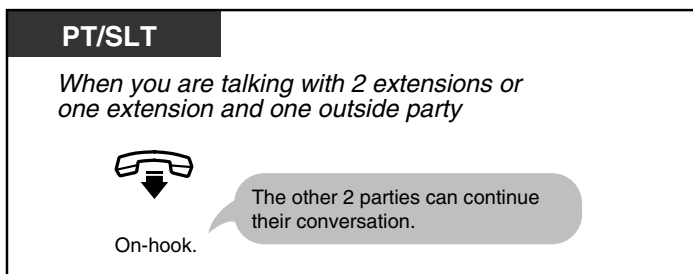 PT/SLT
When you are talking with 2 extensions or
one extension and one outside party
The other 2 parties can continue
their conversation.
On-hook.